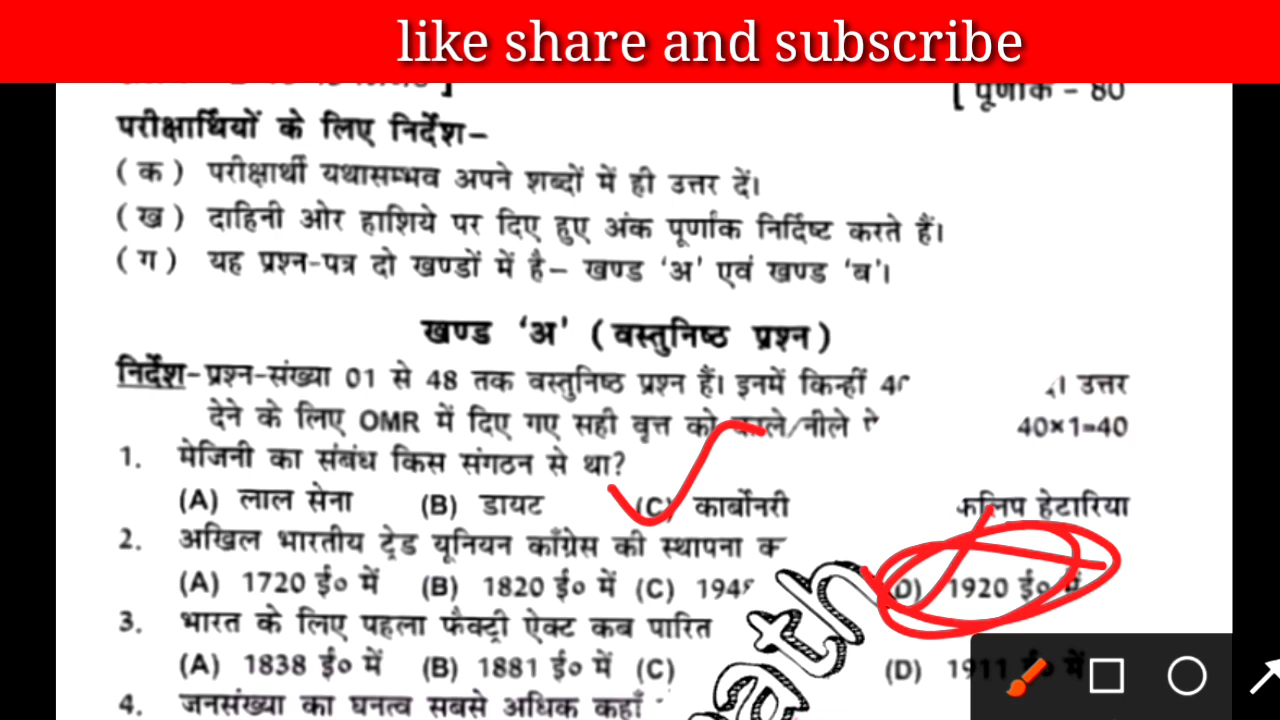 like share and subscribe
[ पूर्णांक - 80
परीक्षार्थियों के लिए निर्देश-
( क ) परीक्षार्थी यथासम्भव अपने शब्दों में ही उत्तर दें।
( ख ) दाहिनी ओर हाशिये पर दिए हुए अंक पूर्णांक निर्दिष्ट करते हैं।
( ग ) यह प्रश्न-पत्र दो खण्डों में है- खण्ड ‘अ’ एवं खण्ड ‘ब’।
खण्ड ‘अ’ ( वस्तुनिष्ठ प्रश्न )
निर्देश-प्रश्न-संख्या 01 से 48 तक वस्तुनिष्ठ प्रश्न हैं। इनमें किन्हीं उत्तर
देने के लिए OMR में दिए गए सही वृत्त को काले/नीले 40×1=40
1. मेजिनी का संबंध किस संगठन से था?
(A) लाल सेना (B) डायट (C) कार्बोनरी हेटारिया
2. अखिल भारतीय ट्रेड यूनियन काँग्रेस की स्थापना
(A) 1720 ई० में (B) 1820 ई० में (C) (D) 1920 ई० में
3. भारत के लिए पहला फैक्ट्री ऐक्ट कब पारित
(A) 1838 ई० में (B) 1881 ई० में (C) (D) 1911 ई० में
4. जनसंख्या का घनत्व सबसे अधिक कहाँ